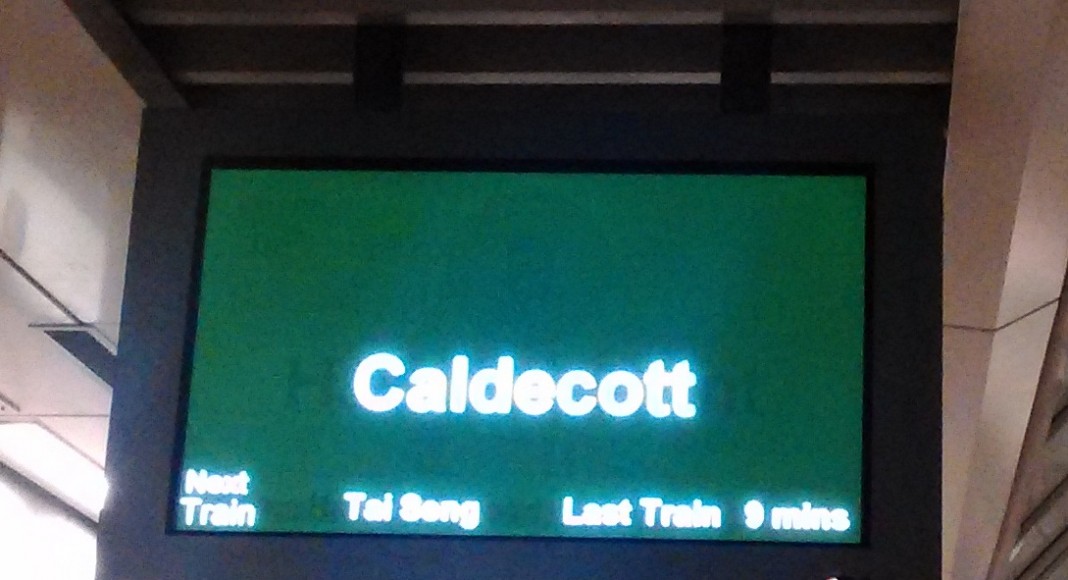 Caldecott
Next Train Tai Seng Last Train 9 mins